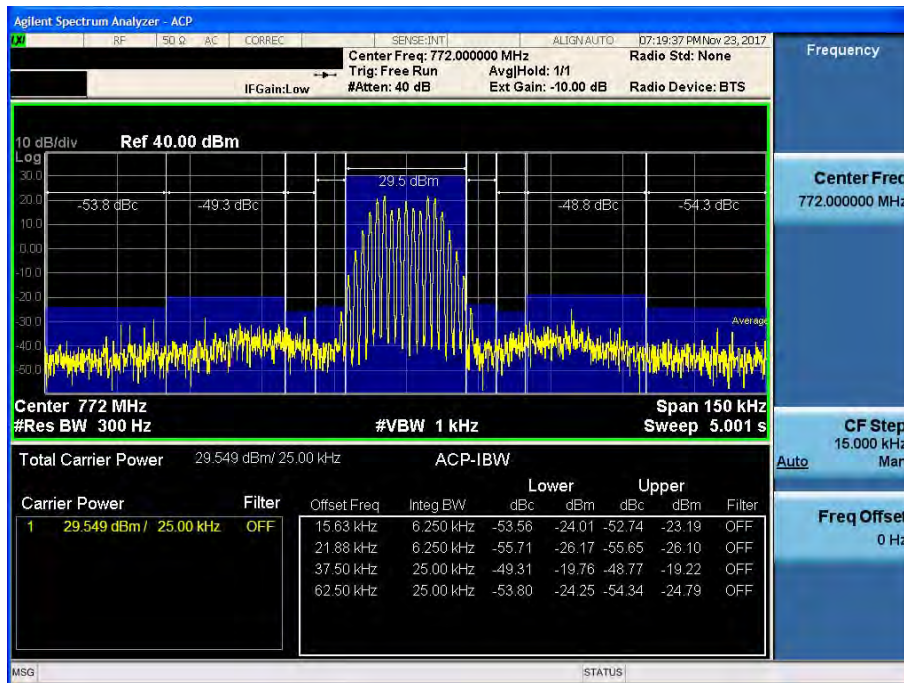 Agilent Spectrum Analyzer - ACP
RF 50 Ω AC CORREC SENSE:INT ALIGN AUTO 07:19:37 PM Nov 23, 2017
Center Freq: 772.000000 MHz Radio Std: None
Trig: Free Run Avg|Hold: 1/1
IFGain:Low #Atten: 40 dB Ext Gain: -10.00 dB Radio Device: BTS
Frequency
10 dB/div Ref 40.00 dBm
Log
30.0
29.5 dBm
20.0
-53.8 dBc -49.3 dBc -48.8 dBc -54.3 dBc
10.0
0.00
-10.0
-20.0
-30.0
Average
-40.0
-50.0
Center 772 MHz Span 150 kHz
#Res BW 300 Hz #VBW 1 kHz Sweep 5.001 s
Center Freq
772.000000 MHz
CF Step
15.000 kHz
Auto Man
Freq Offset
0 Hz
Total Carrier Power 29.549 dBm/ 25.00 kHz ACP-IBW
Lower Upper
Carrier Power Filter Offset Freq Integ BW dBc dBm dBc dBm Filter
1 29.549 dBm / 25.00 kHz OFF 15.63 kHz 6.250 kHz -53.56 -24.01 -52.74 -23.19 OFF
21.88 kHz 6.250 kHz -55.71 -26.17 -55.65 -26.10 OFF
37.50 kHz 25.00 kHz -49.31 -19.76 -48.77 -19.22 OFF
62.50 kHz 25.00 kHz -53.80 -24.25 -54.34 -24.79 OFF
MSG STATUS